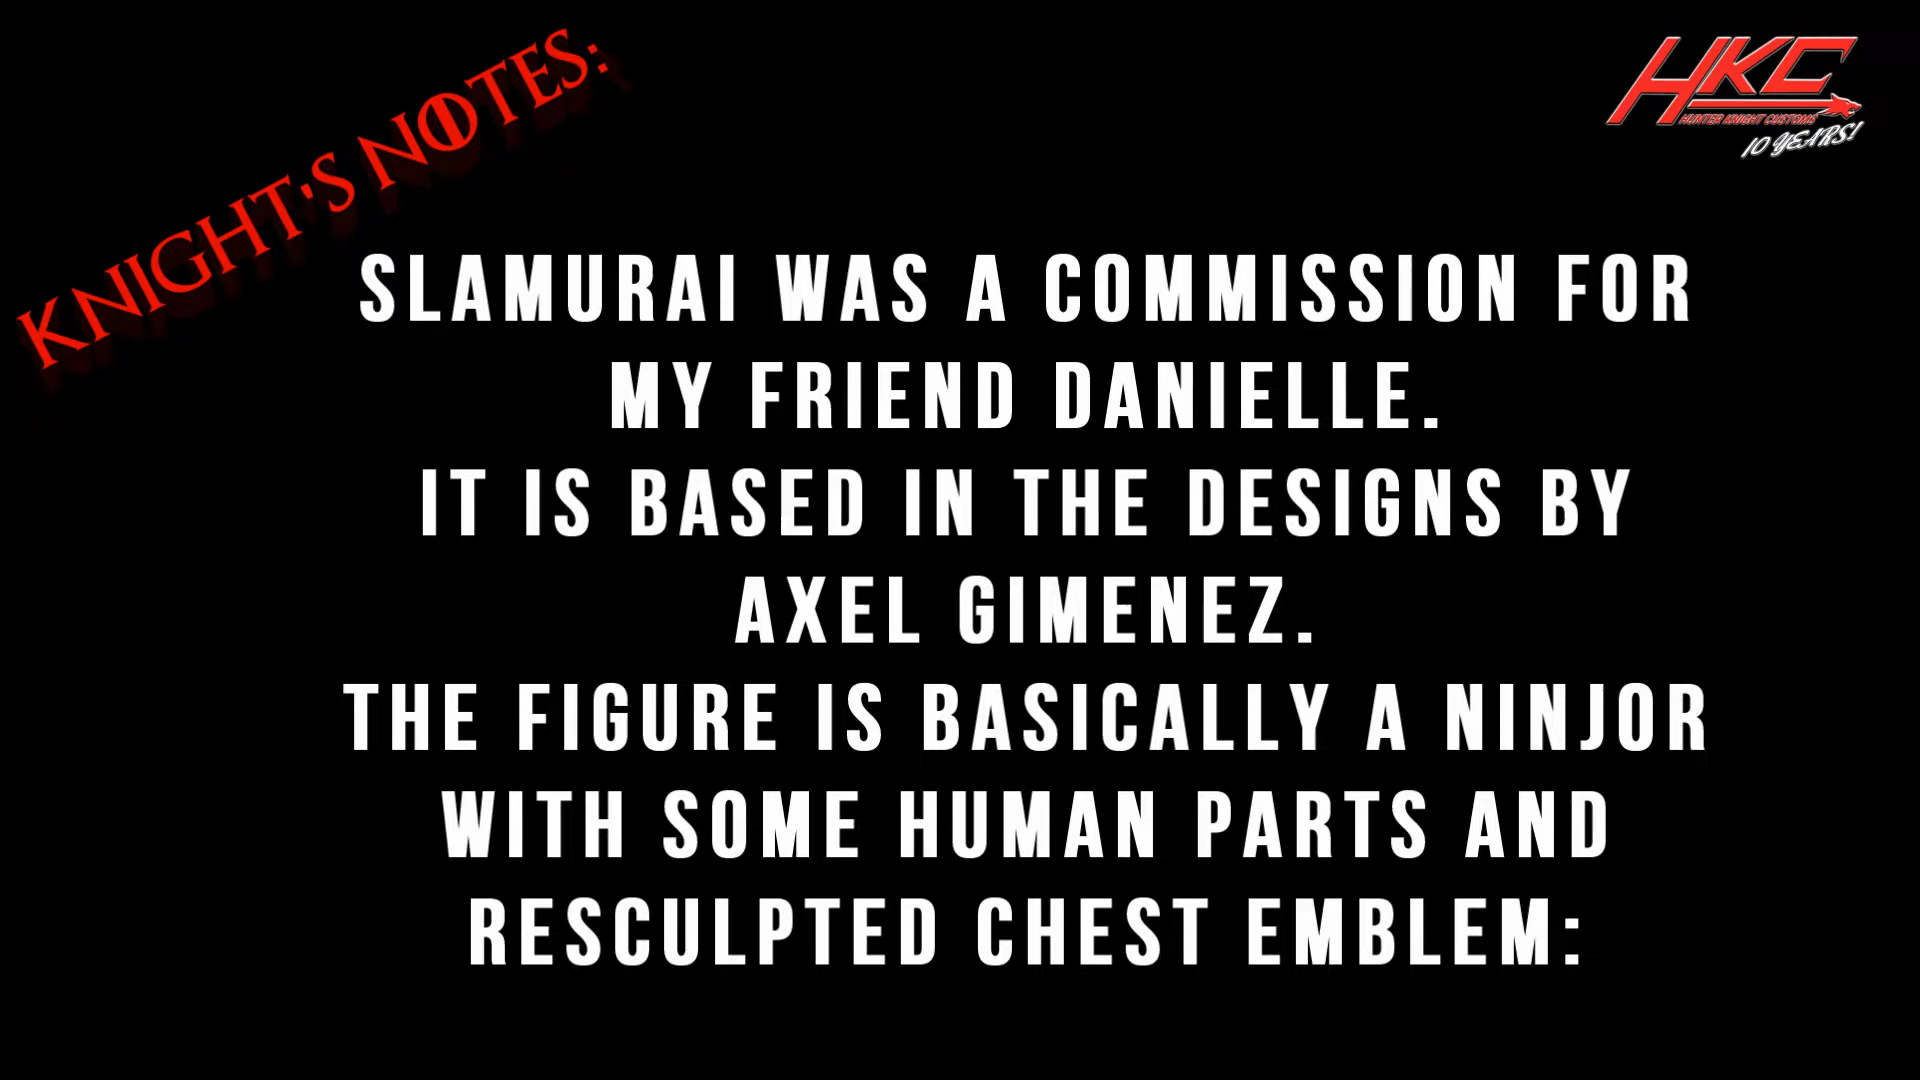 KNIGHT'S NOTES:
HKC
HUNTER KNIGHT CUSTOMS
10 YEARS!
SLAMURAI WAS A COMMISSION FOR
MY FRIEND DANIELLE.
IT IS BASED IN THE DESIGNS BY
AXEL GIMENEZ.
THE FIGURE IS BASICALLY A NINJOR
WITH SOME HUMAN PARTS AND
RESCULPTED CHEST EMBLEM: